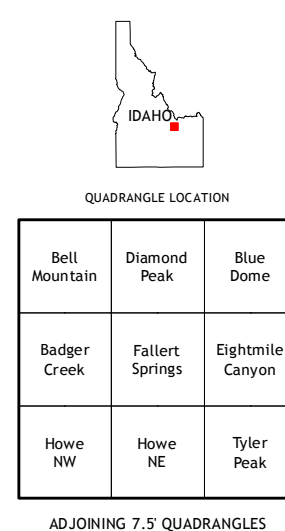 IDAHO
QUADRANGLE LOCATION
Bell
Mountain
Diamond
Peak
Blue
Dome
Badger
Creek
Fallert
Springs
Eightmile
Canyon
Howe
NW
Howe
NE
Tyler
Peak
ADJOINING 7.5' QUADRANGLES